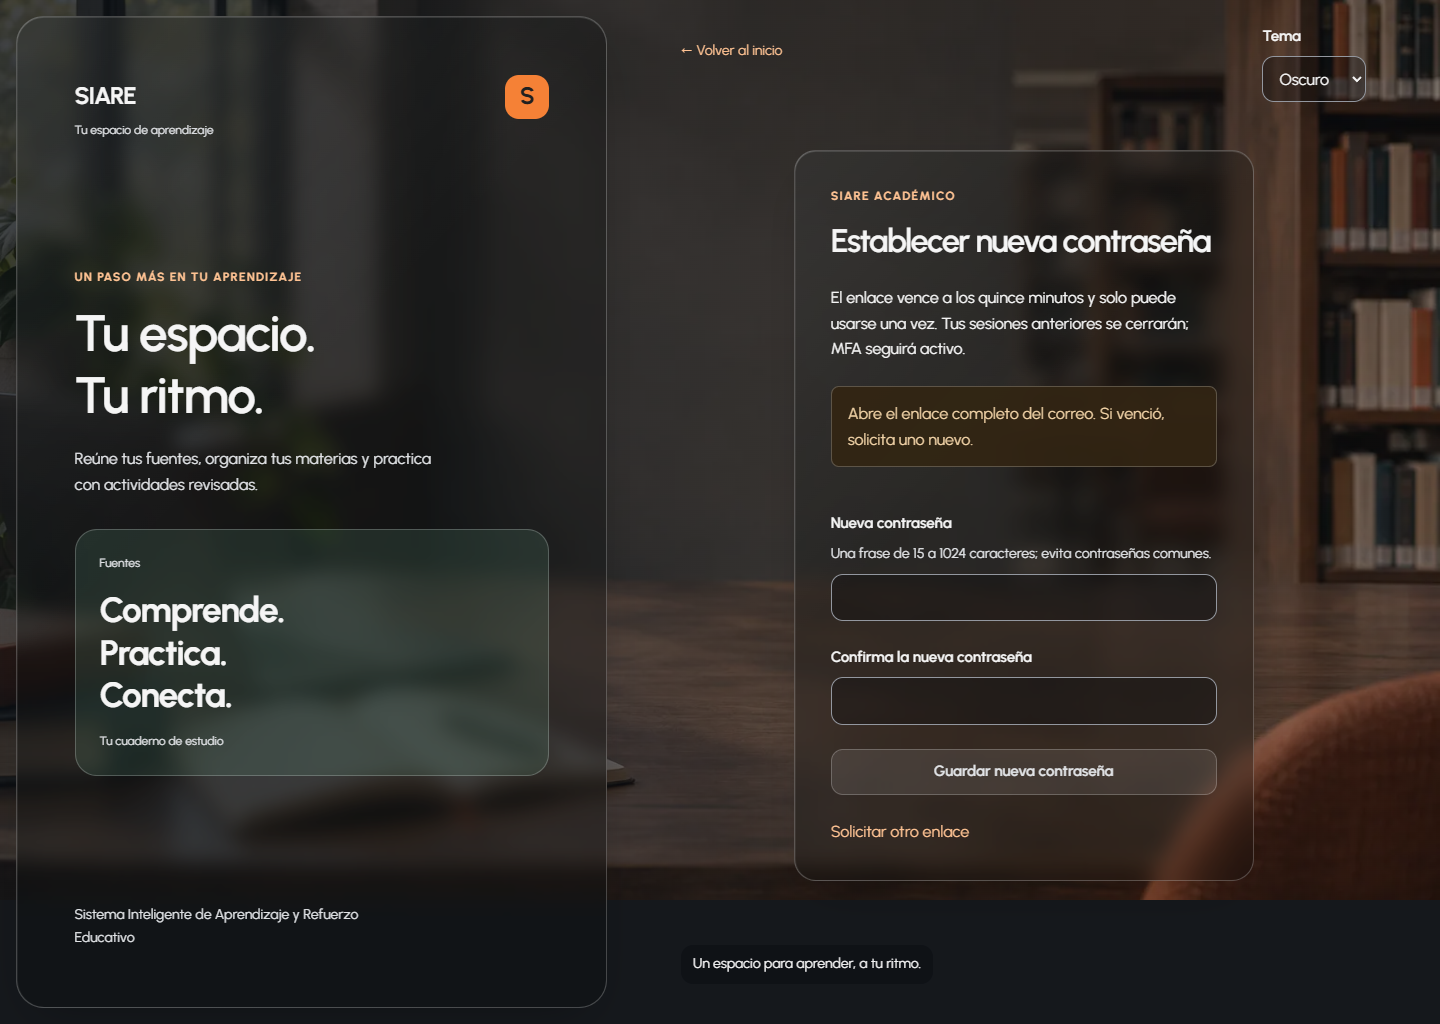 SIARE
S
Tu espacio de aprendizaje
UN PASO MÁS EN TU APRENDIZAJE
Tu espacio.
Tu ritmo.
Reúne tus fuentes, organiza tus materias y practica
con actividades revisadas.
Fuentes
Comprende.
Practica.
Conecta.
Tu cuaderno de estudio
Sistema Inteligente de Aprendizaje y Refuerzo
Educativo
← Volver al inicio
Tema
Oscuro
SIARE ACADÉMICO
Establecer nueva contraseña
El enlace vence a los quince minutos y solo puede
usarse una vez. Tus sesiones anteriores se cerrarán;
MFA seguirá activo.
Abre el enlace completo del correo. Si venció,
solicita uno nuevo.
Nueva contraseña
Una frase de 15 a 1024 caracteres; evita contraseñas comunes.
Confirma la nueva contraseña
Guardar nueva contraseña
Solicitar otro enlace
Un espacio para aprender, a tu ritmo.